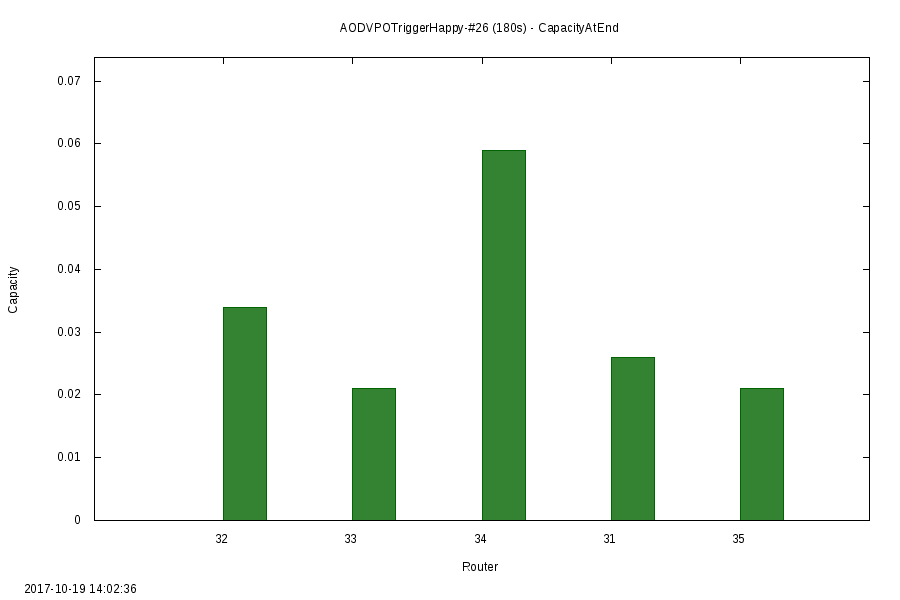 AODVPOTriggerHappy-#26 (180s) - CapacityAtEnd
0.07
0.06
0.05
0.04
0.03
0.02
0.01
0
Capacity
32 33 34 31 35
Router
2017-10-19 14:02:36